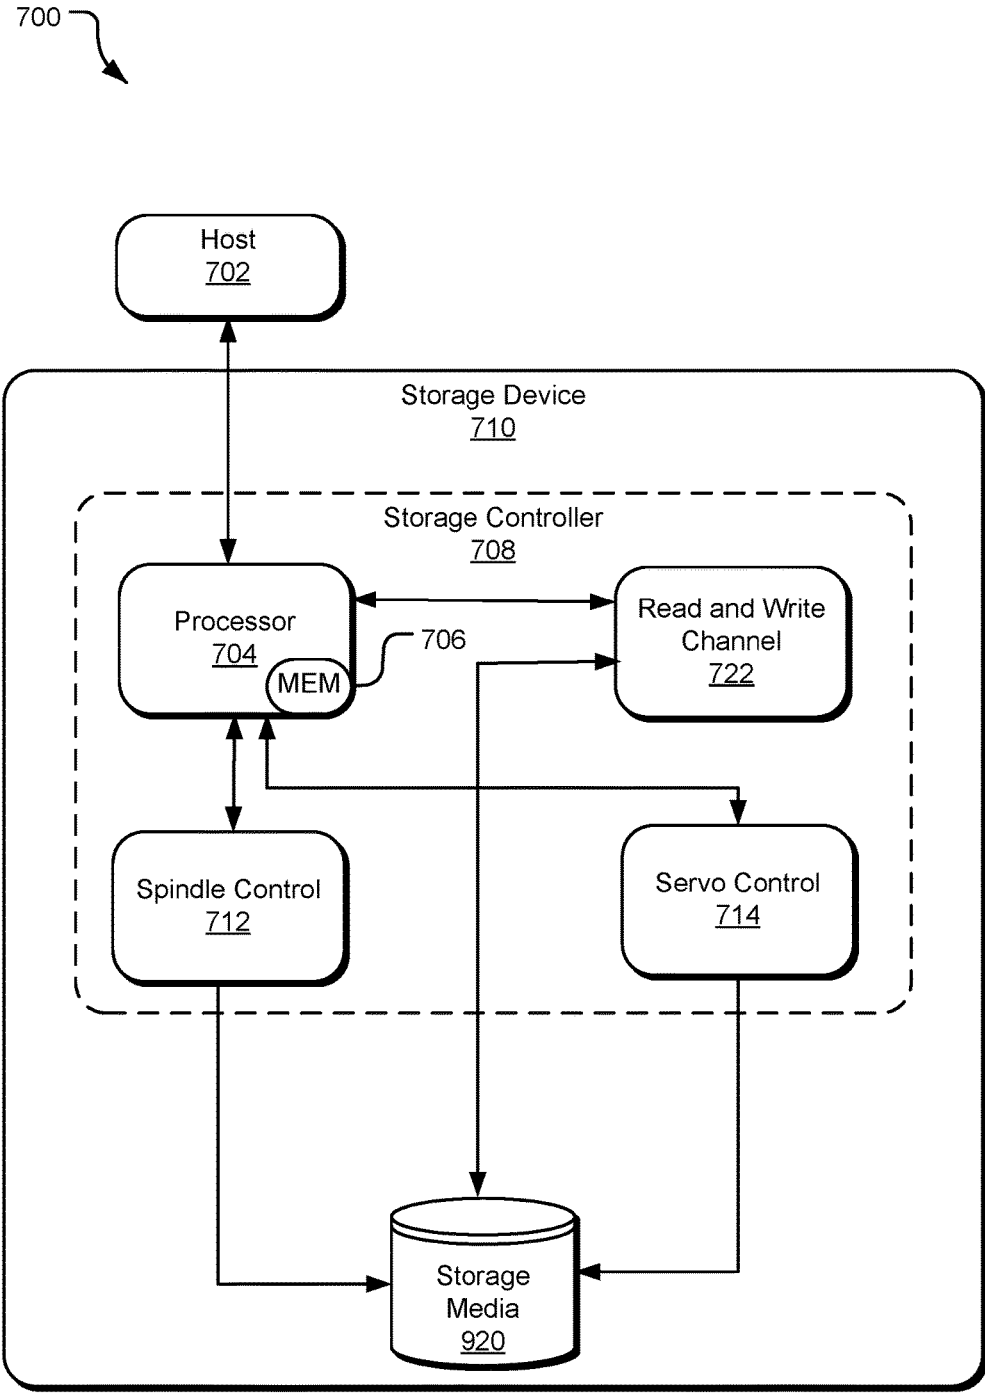 700
Host
702
Storage Device
710
Storage Controller
708
Processor
704
MEM
706
Read and Write
Channel
722
Spindle Control
712
Servo Control
714
Storage
Media
920